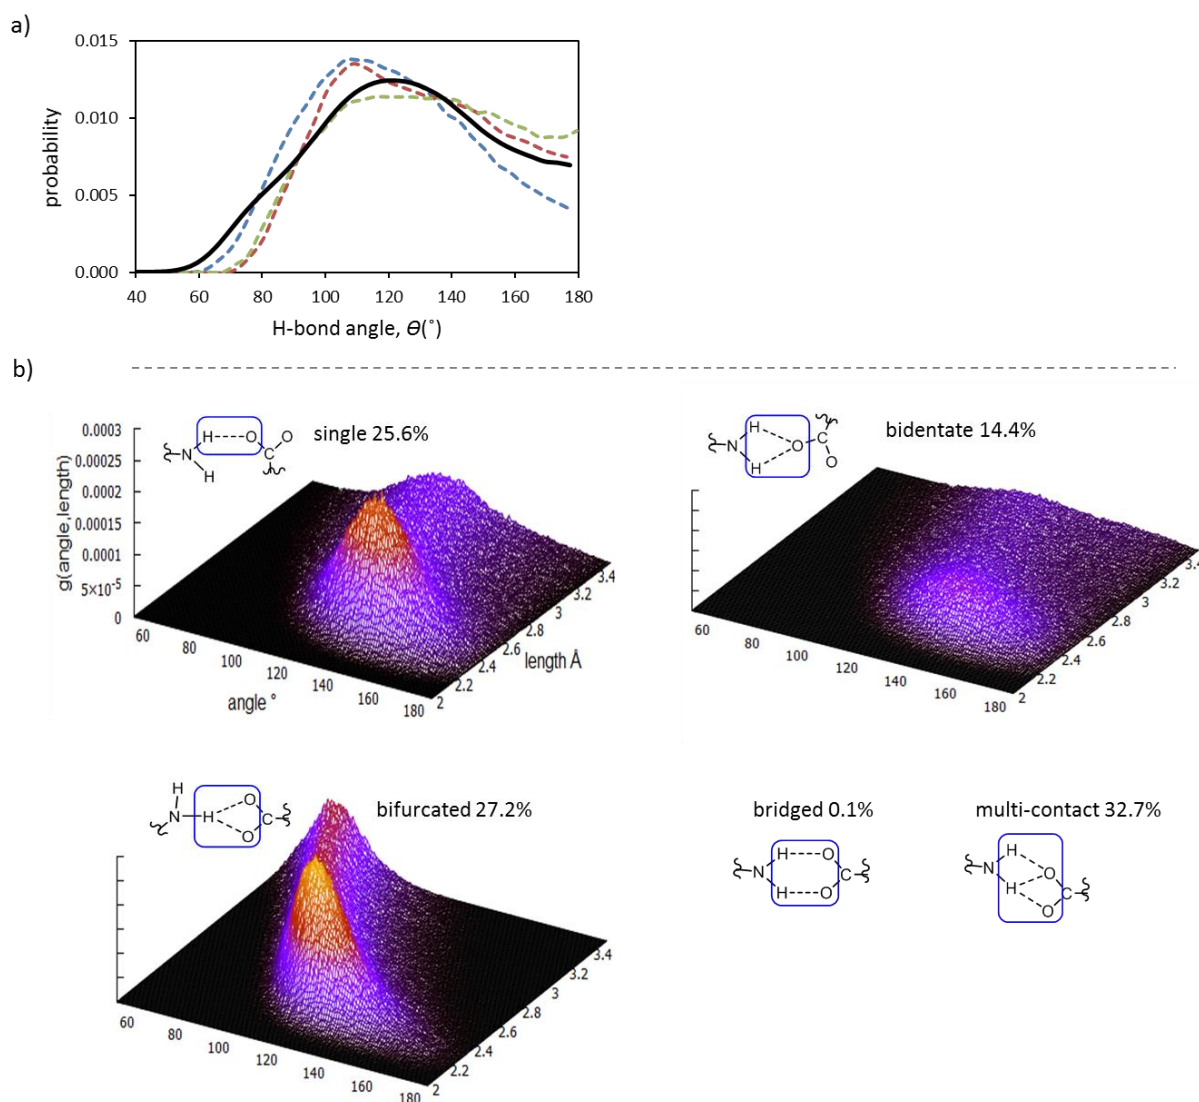 a)
0.015
0.010
0.005
0.000
probability
40 60 80 100 120 140 160 180
H-bond angle, Θ(°)
b)
single 25.6%
H O O
N C
H
0.0003
0.00025
0.0002
0.00015
0.0001
5×10⁻⁵
0
g(angle,length)
60 80 100 120 140 160 180
angle °
2 2.2 2.4 2.6 2.8 3 3.2 3.4
length Å
bidentate 14.4%
H
N O C
H O
60 80 100 120 140 160 180
2 2.2 2.4 2.6 2.8 3 3.2 3.4
bifurcated 27.2%
H
O
N H C
O
60 80 100 120 140 160 180
2 2.2 2.4 2.6 2.8 3 3.2 3.4
bridged 0.1%
H O
N C
H O
multi-contact 32.7%
H
N O
H C
O